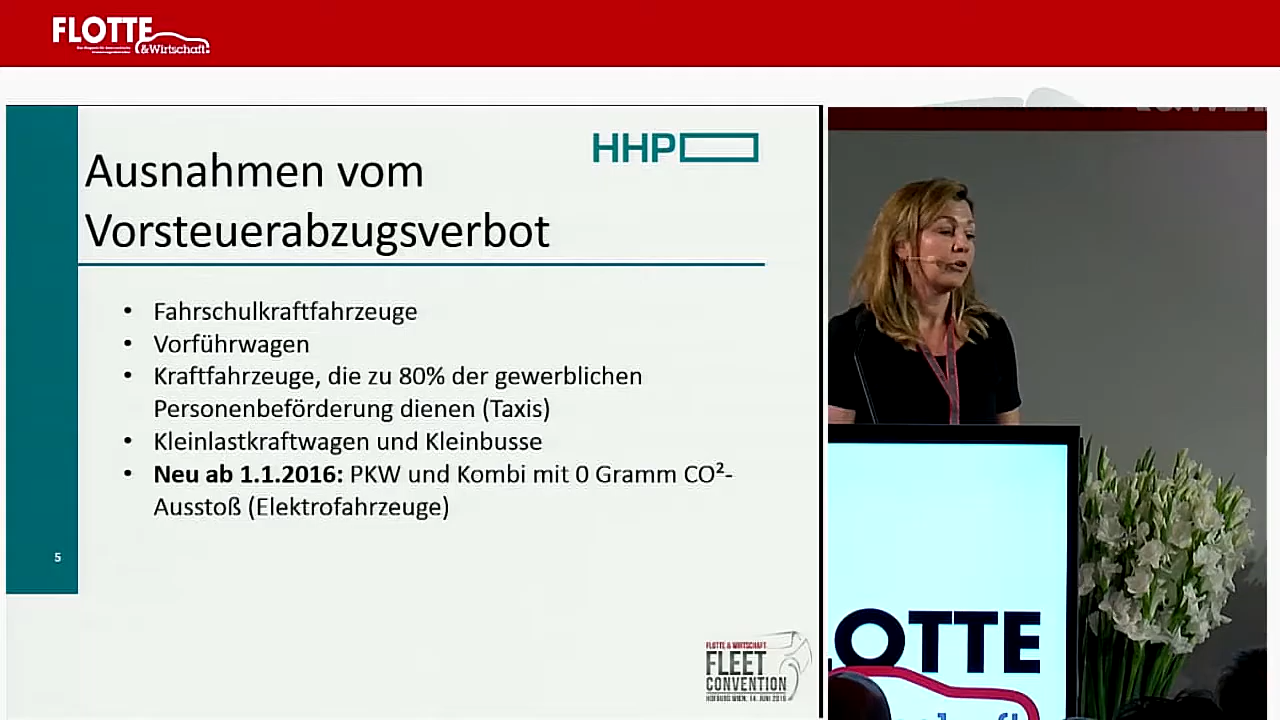 FLOTTE
&Wirtschaft
HHP
Ausnahmen vom
Vorsteuerabzugsverbot
• Fahrschulkraftfahrzeuge
• Vorführwagen
• Kraftfahrzeuge, die zu 80% der gewerblichen
Personenbeförderung dienen (Taxis)
• Kleinlastkraftwagen und Kleinbusse
• Neu ab 1.1.2016: PKW und Kombi mit 0 Gramm CO²-
Ausstoß (Elektrofahrzeuge)
5
FLOTTE & WIRTSCHAFT
FLEET
CONVENTION
HOFBURG WIEN, 14. JUNI 2016
LOTTE